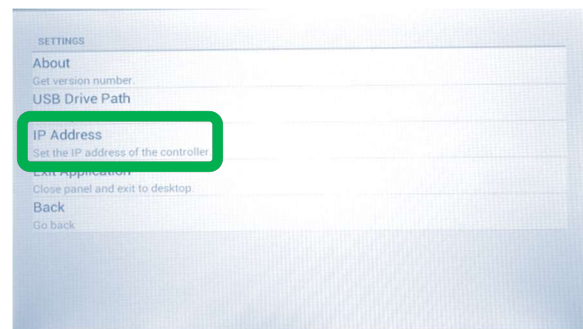 SETTINGS
About
Get version number.
USB Drive Path
IP Address
Set the IP address of the controller
Exit Application
Close panel and exit to desktop.
Back
Go back